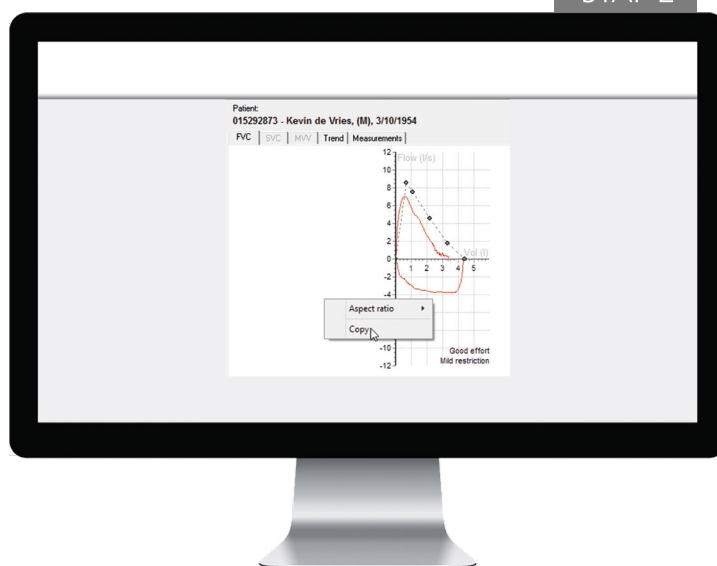 STAP 2
Patient:
015292873 - Kevin de Vries, (M), 3/10/1954
FVC SVC MVV Trend Measurements
Flow (l/s)
12
10
8
6
4
2
0
-2
-4
-10
-12
Vol (l)
1 2 3 4 5
Aspect ratio
Copy
Good effort
Mild restriction